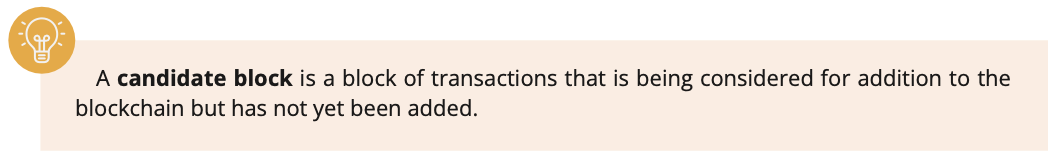 A candidate block is a block of transactions that is being considered for addition to the
blockchain but has not yet been added.